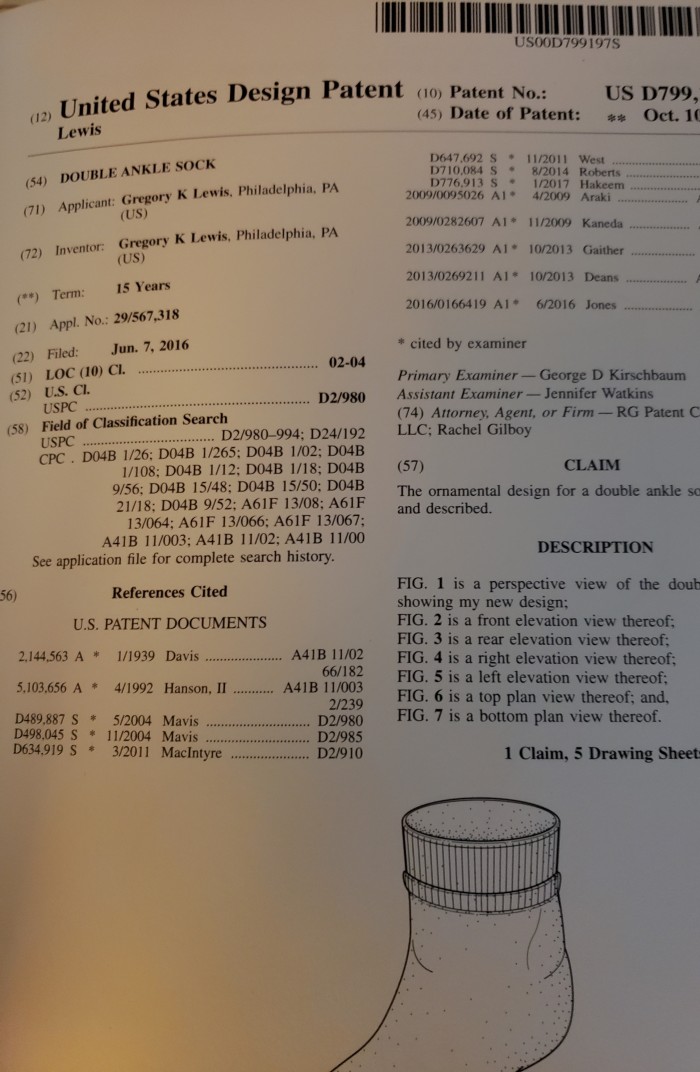 US00D799197S
(12) United States Design Patent
Lewis
(10) Patent No.: US D799,
(45) Date of Patent: ** Oct. 10
(54) DOUBLE ANKLE SOCK
(71) Applicant: Gregory K Lewis, Philadelphia, PA
(US)
(72) Inventor: Gregory K Lewis, Philadelphia, PA
(US)
(**) Term: 15 Years
(21) Appl. No.: 29/567,318
(22) Filed: Jun. 7, 2016
(51) LOC (10) Cl. .................................................. 02-04
(52) U.S. Cl.
USPC ............................................................ D2/980
(58) Field of Classification Search
USPC .................................. D2/980–994; D24/192
CPC . D04B 1/26; D04B 1/265; D04B 1/02; D04B
1/108; D04B 1/12; D04B 1/18; D04B
9/56; D04B 15/48; D04B 15/50; D04B
21/18; D04B 9/52; A61F 13/08; A61F
13/064; A61F 13/066; A61F 13/067;
A41B 11/003; A41B 11/02; A41B 11/00
See application file for complete search history.
56) References Cited
U.S. PATENT DOCUMENTS
2,144,563 A * 1/1939 Davis ...................... A41B 11/02
66/182
5,103,656 A * 4/1992 Hanson, II ........... A41B 11/003
2/239
D489,887 S * 5/2004 Mavis ............................ D2/980
D498,045 S * 11/2004 Mavis ............................ D2/985
D634,919 S * 3/2011 MacIntyre ..................... D2/910
D647,692 S * 11/2011 West ......................
D710,084 S * 8/2014 Roberts ..................
D776,913 S * 1/2017 Hakeem ..................
2009/0095026 A1* 4/2009 Araki ....................
2009/0282607 A1* 11/2009 Kaneda ..................
2013/0263629 A1* 10/2013 Gaither ..................
2013/0269211 A1* 10/2013 Deans ....................
2016/0166419 A1* 6/2016 Jones ....................
* cited by examiner
Primary Examiner — George D Kirschbaum
Assistant Examiner — Jennifer Watkins
(74) Attorney, Agent, or Firm — RG Patent C
LLC; Rachel Gilboy
(57) CLAIM
The ornamental design for a double ankle so
and described.
DESCRIPTION
FIG. 1 is a perspective view of the doub
showing my new design;
FIG. 2 is a front elevation view thereof;
FIG. 3 is a rear elevation view thereof;
FIG. 4 is a right elevation view thereof;
FIG. 5 is a left elevation view thereof;
FIG. 6 is a top plan view thereof; and,
FIG. 7 is a bottom plan view thereof.
1 Claim, 5 Drawing Sheets